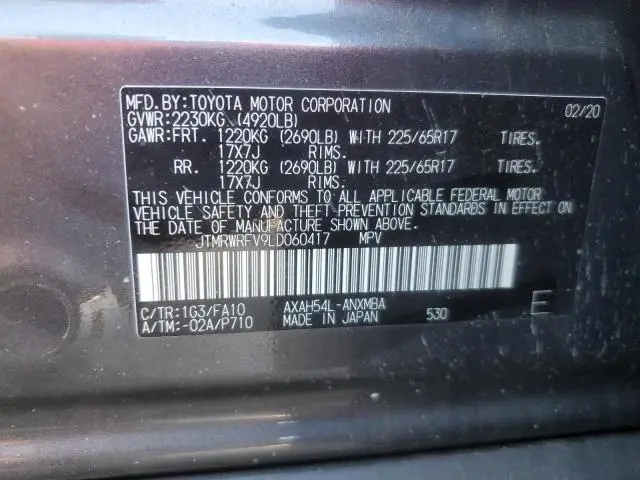 MFD.BY:TOYOTA MOTOR CORPORATION 02/20
GVWR:2230KG (4920LB)
GAWR:FRT. 1220KG (2690LB) WITH 225/65R17 TIRES.
17X7J RIMS.
RR. 1220KG (2690LB) WITH 225/65R17 TIRES.
17X7J RIMS.
THIS VEHICLE CONFORMS TO ALL APPLICABLE FEDERAL MOTOR
VEHICLE SAFETY AND THEFT PREVENTION STANDARDS IN EFFECT ON
THE DATE OF MANUFACTURE SHOWN ABOVE.
JTMRWRFV9LD060417 MPV
C/TR:1G3/FA10 AXAH54L-ANXMBA
A/TM:-02A/P710 MADE IN JAPAN 530 E